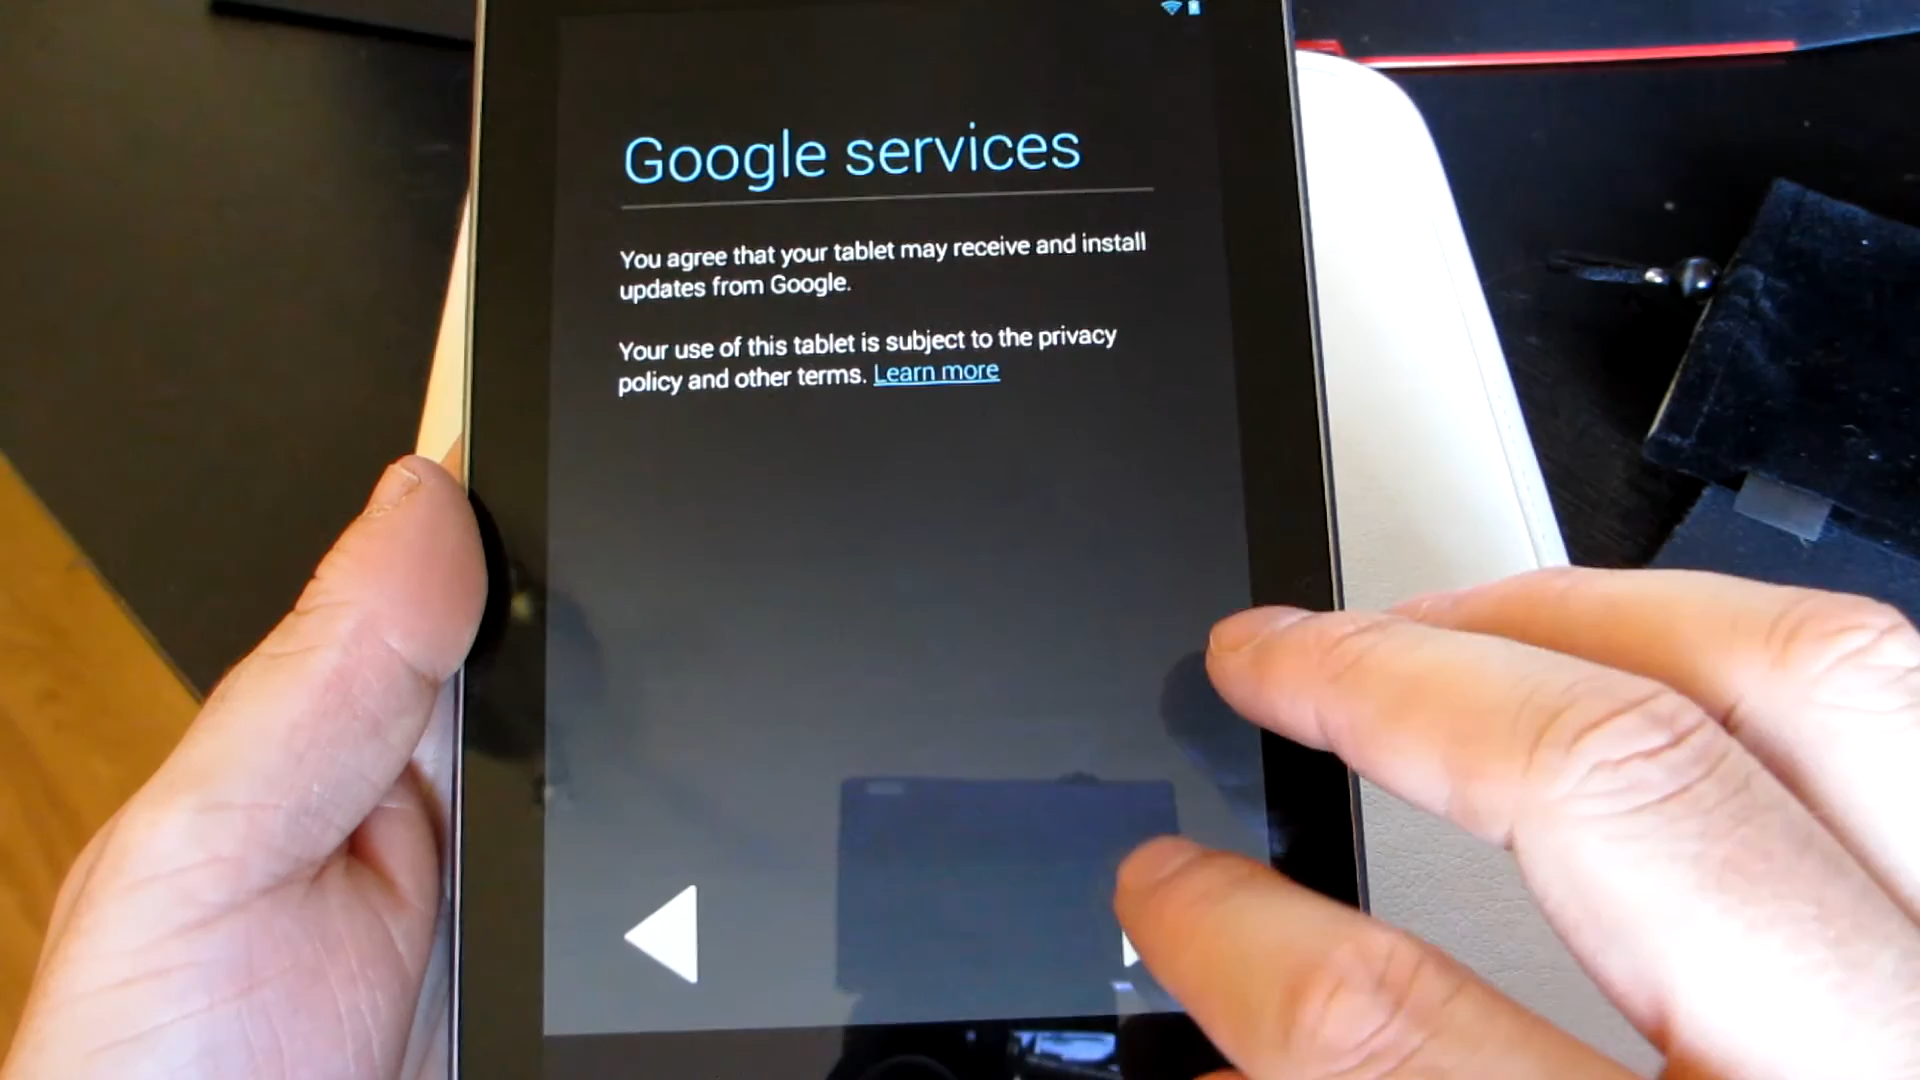 Google services
You agree that your tablet may receive and install
updates from Google.
Your use of this tablet is subject to the privacy
policy and other terms. Learn more